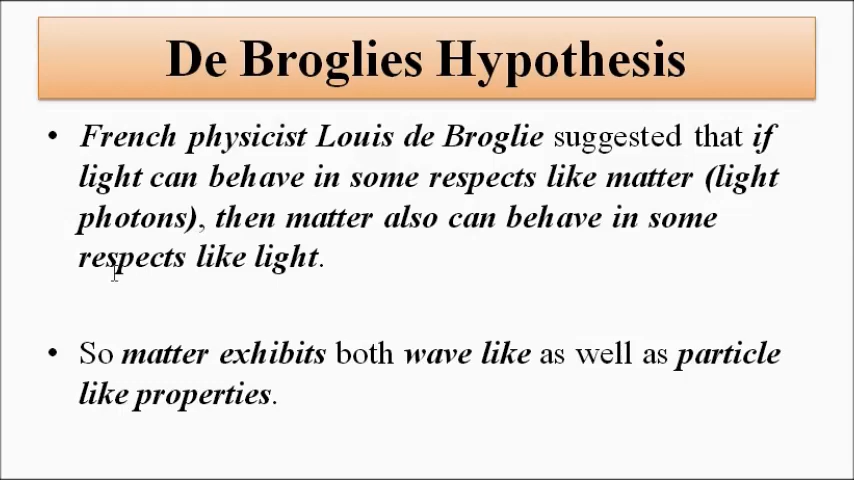 De Broglies Hypothesis
• French physicist Louis de Broglie suggested that if
light can behave in some respects like matter (light
photons), then matter also can behave in some
respects like light.
• So matter exhibits both wave like as well as particle
like properties.